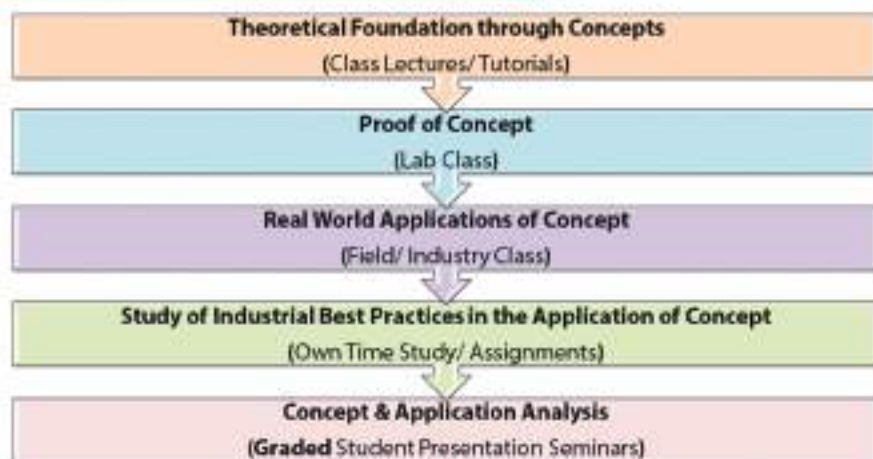 Theoretical Foundation through Concepts
(Class Lectures/ Tutorials)
Proof of Concept
(Lab Class)
Real World Applications of Concept
(Field/ Industry Class)
Study of Industrial Best Practices in the Application of Concept
(Own Time Study/ Assignments)
Concept & Application Analysis
(Graded Student Presentation Seminars)